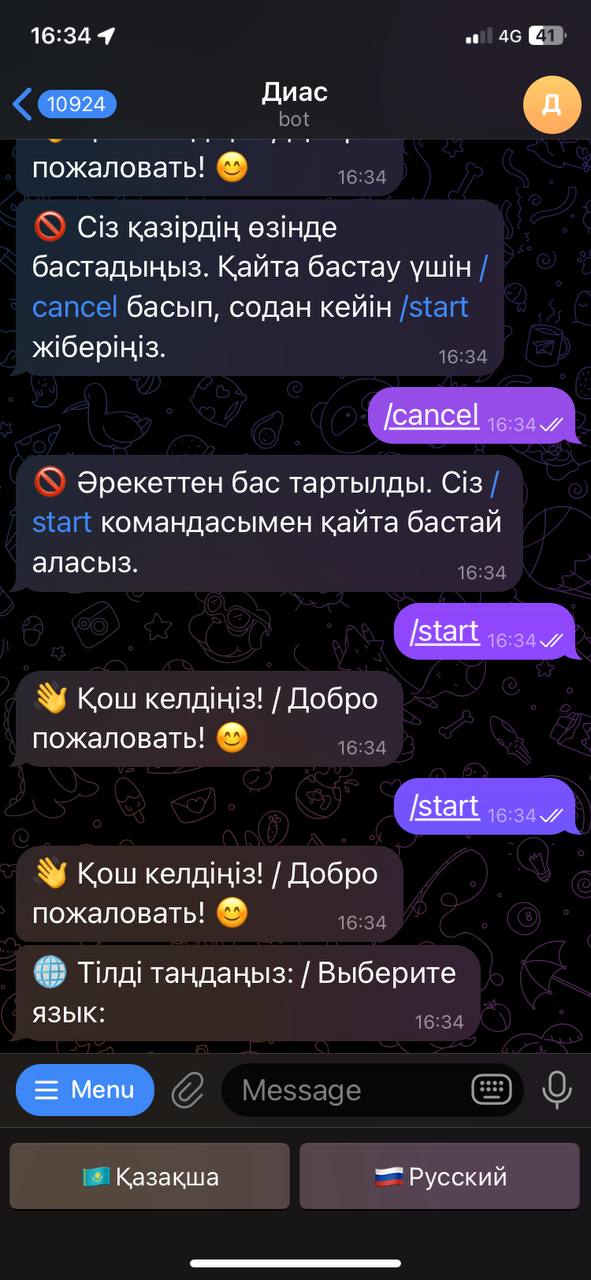 16:34
4G 41
10924
Диас
bot
пожаловать! 😊 16:34
🚫 Сіз қазірдің өзінде
бастадыңыз. Қайта бастау үшін /
cancel басып, содан кейін /start
жіберіңіз. 16:34
/cancel 16:34
🚫 Әрекеттен бас тартылды. Сіз /
start командасымен қайта бастай
аласыз. 16:34
/start 16:34
👋 Қош келдіңіз! / Добро
пожаловать! 😊 16:34
/start 16:34
👋 Қош келдіңіз! / Добро
пожаловать! 😊 16:34
🌐 Тілді таңдаңыз: / Выберите
язык: 16:34
Menu
Message
🇰🇿 Қазақша
🇷🇺 Русский